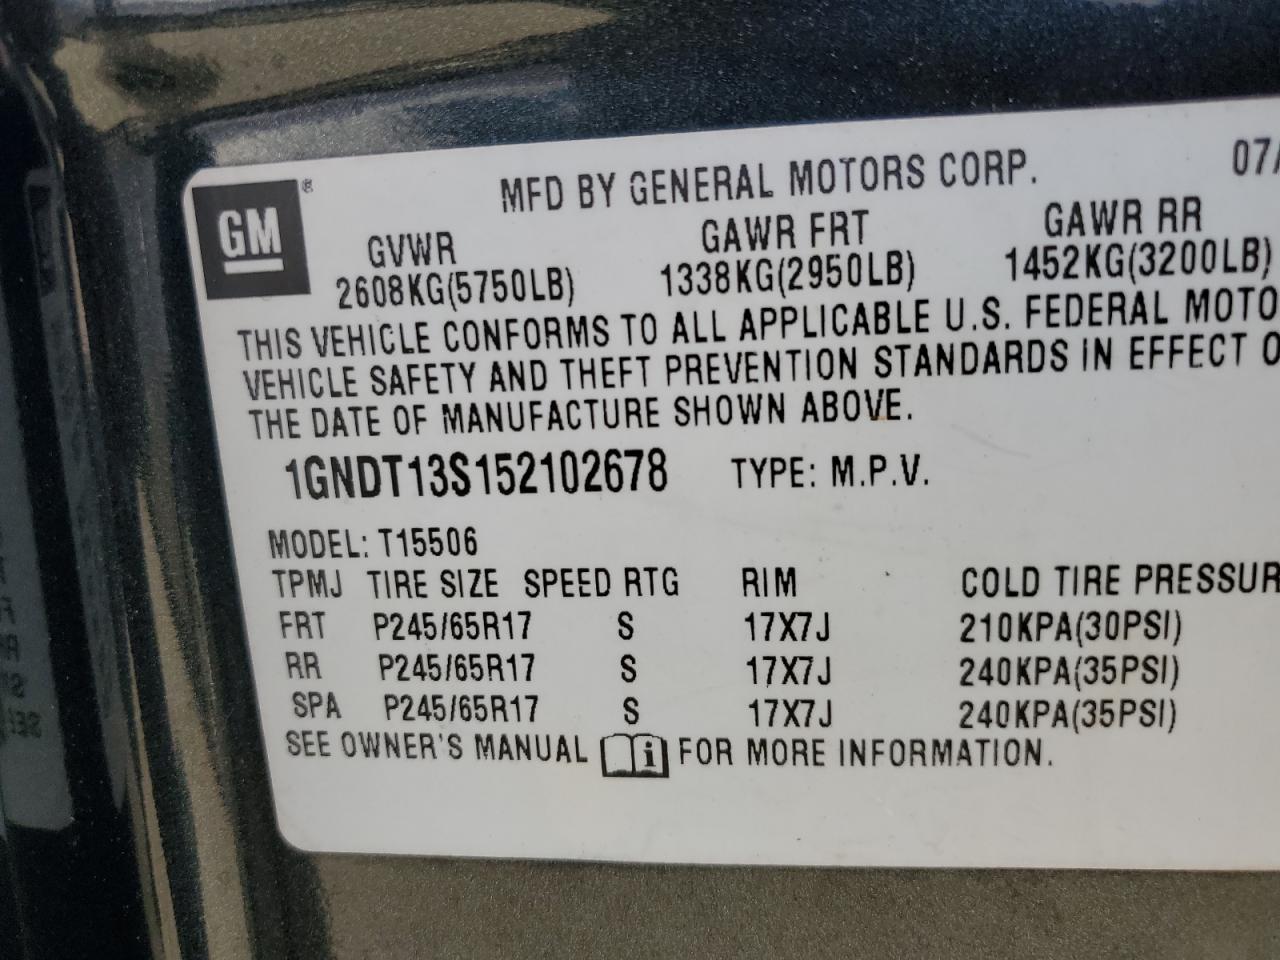 GM ®
MFD BY GENERAL MOTORS CORP. 07/
GVWR GAWR FRT GAWR RR
2608KG(5750LB) 1338KG(2950LB) 1452KG(3200LB)
THIS VEHICLE CONFORMS TO ALL APPLICABLE U.S. FEDERAL MOTO
VEHICLE SAFETY AND THEFT PREVENTION STANDARDS IN EFFECT O
THE DATE OF MANUFACTURE SHOWN ABOVE.
1GNDT13S152102678 TYPE: M.P.V.
MODEL: T15506
TPMJ TIRE SIZE SPEED RTG RIM COLD TIRE PRESSUR
FRT P245/65R17 S 17X7J 210KPA(30PSI)
RR P245/65R17 S 17X7J 240KPA(35PSI)
SPA P245/65R17 S 17X7J 240KPA(35PSI)
SEE OWNER'S MANUAL i FOR MORE INFORMATION.